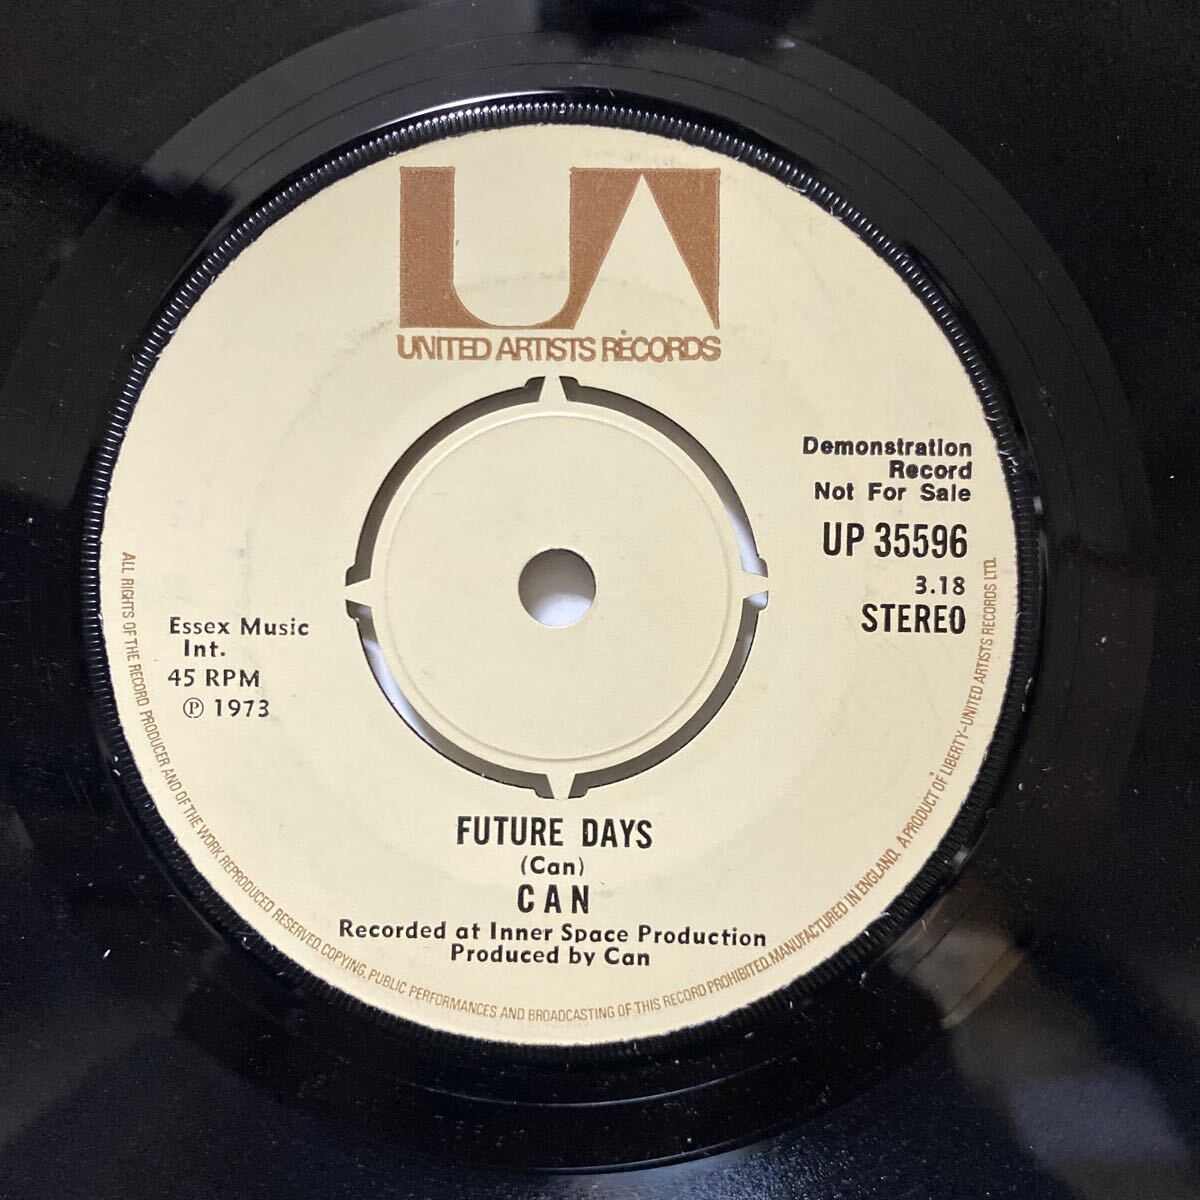 UA
UNITED ARTISTS RECORDS
Demonstration
Record
Not For Sale
UP 35596
3.18
STEREO
Essex Music
Int.
45 RPM
Ⓟ 1973
FUTURE DAYS
(Can)
CAN
Recorded at Inner Space Production
Produced by Can
ALL RIGHTS OF THE RECORD PRODUCER AND OF THE WORK REPRODUCED RESERVED. COPYING, PUBLIC PERFORMANCES AND BROADCASTING OF THIS RECORD PROHIBITED. MANUFACTURED IN ENGLAND. A PRODUCT OF LIBERTY-UNITED ARTISTS RECORDS LTD.